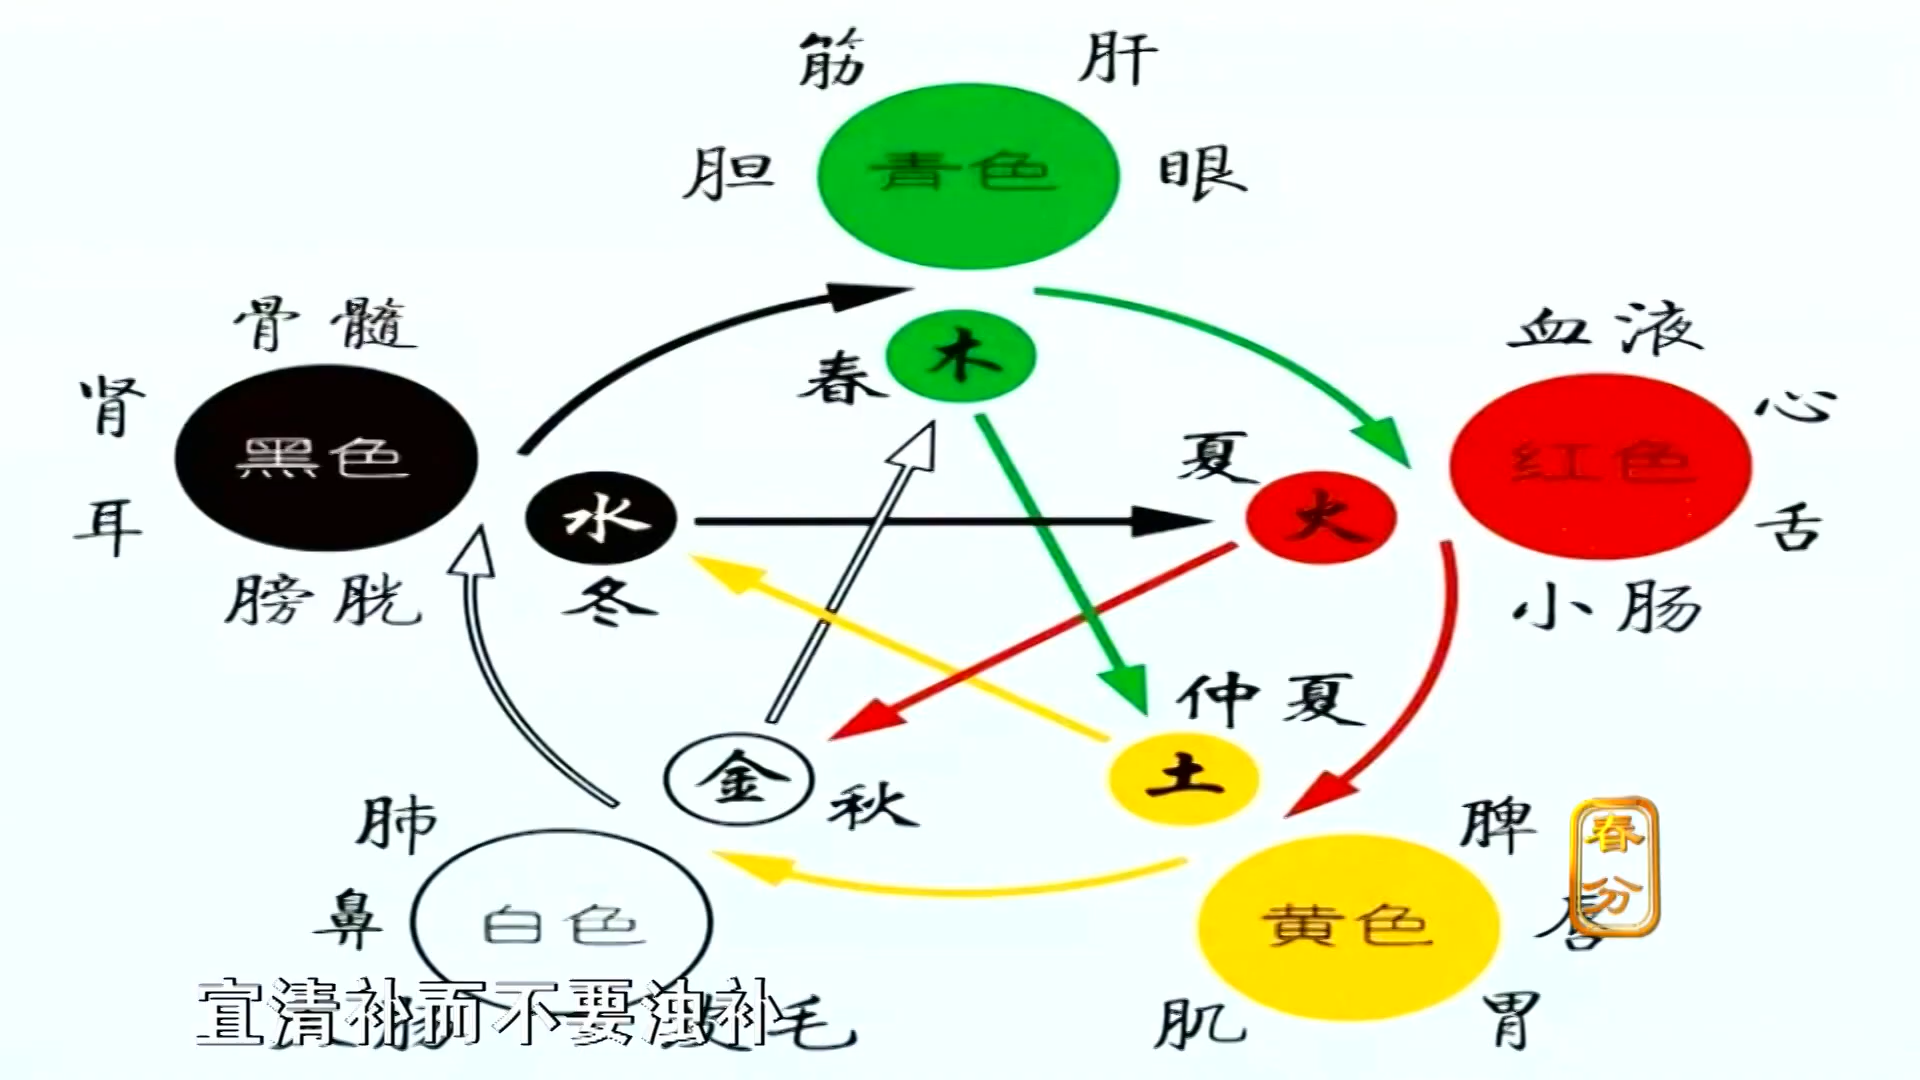 筋
肝
胆
青色
眼
骨髓
肾
黑色
耳
膀胱
春
木
血液
夏
心
红色
舌
水
火
冬
小肠
仲夏
金
秋
土
肺
鼻
白色
脾
黄色
春分
宜清补而不要浊补
毛
肌
胃